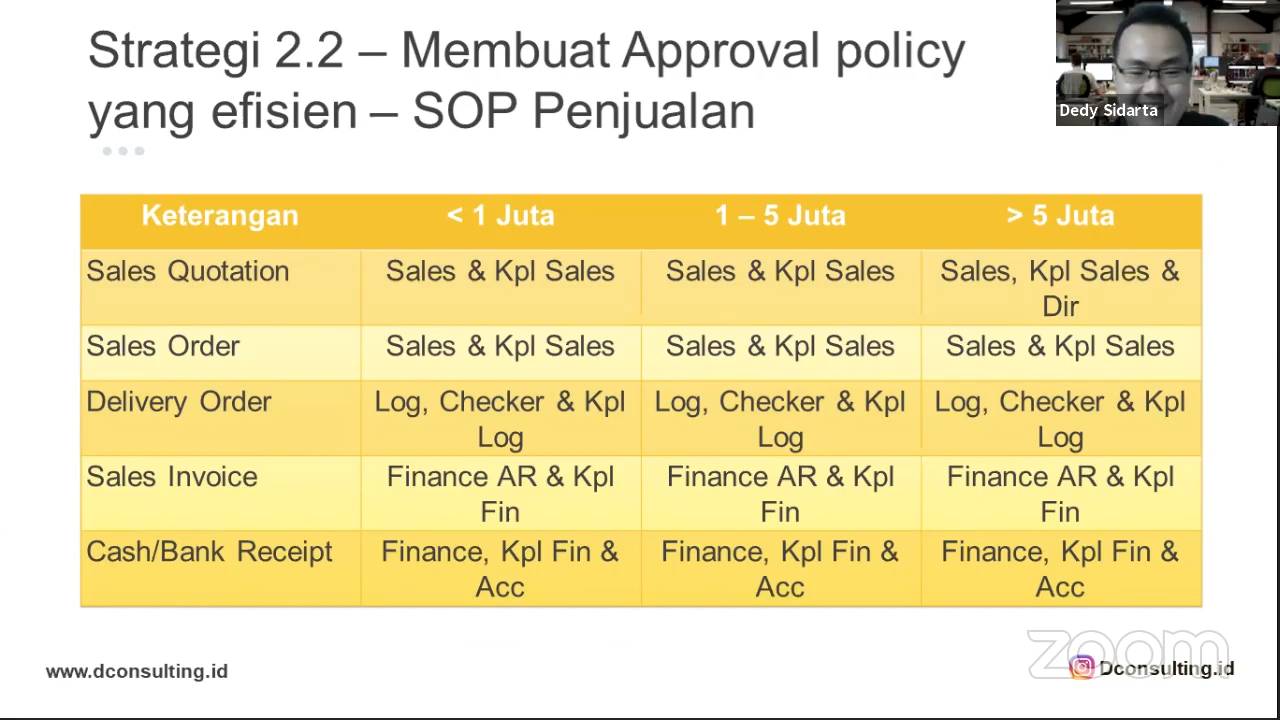 Strategi 2.2 – Membuat Approval policy
yang efisien – SOP Penjualan
Dedy Sidarta
Keterangan < 1 Juta 1 – 5 Juta > 5 Juta
Sales Quotation Sales & Kpl Sales Sales & Kpl Sales Sales, Kpl Sales &
Dir
Sales Order Sales & Kpl Sales Sales & Kpl Sales Sales & Kpl Sales
Delivery Order Log, Checker & Kpl Log, Checker & Kpl Log, Checker & Kpl
Log Log Log
Sales Invoice Finance AR & Kpl Finance AR & Kpl Finance AR & Kpl
Fin Fin Fin
Cash/Bank Receipt Finance, Kpl Fin & Finance, Kpl Fin & Finance, Kpl Fin &
Acc Acc Acc
zoom
www.dconsulting.id
Dconsulting.id